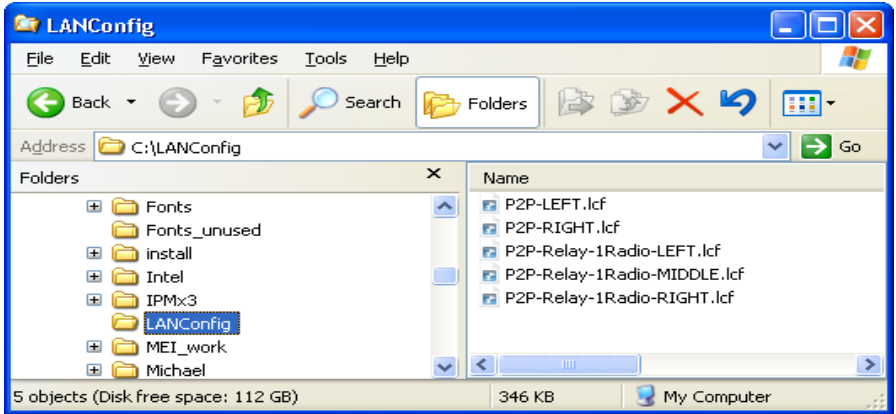 LANConfig
File Edit View Favorites Tools Help
Back Search Folders
Address C:\LANConfig Go
Folders × Name
Fonts
Fonts_unused
install
Intel
IPMx3
LANConfig
MEI_work
Michael
P2P-LEFT.lcf
P2P-RIGHT.lcf
P2P-Relay-1Radio-LEFT.lcf
P2P-Relay-1Radio-MIDDLE.lcf
P2P-Relay-1Radio-RIGHT.lcf
5 objects (Disk free space: 112 GB) 346 KB My Computer